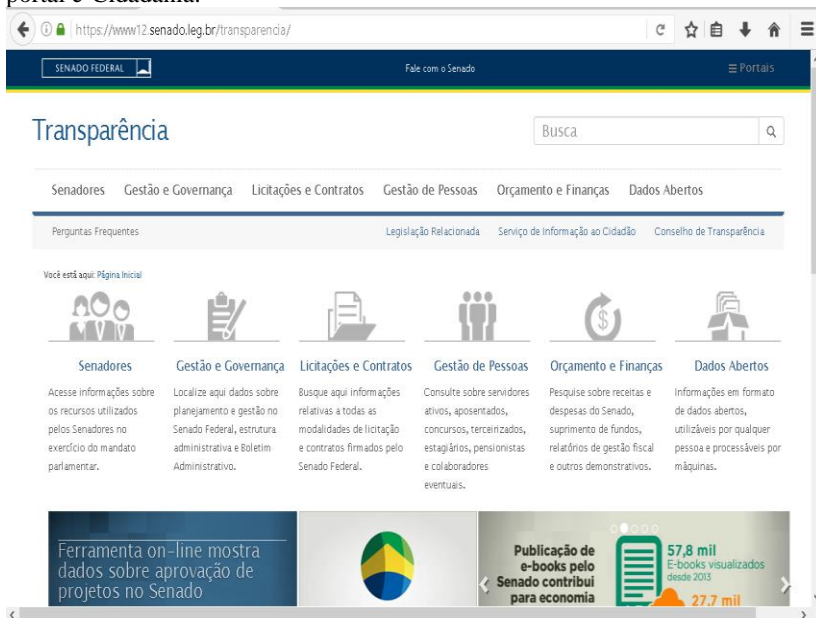 portal e Cidadania.
https://www12.senado.leg.br/transparencia/
SENADO FEDERAL
Fale com o Senado
Portais
Transparência
Busca
Senadores Gestão e Governança Licitações e Contratos Gestão de Pessoas Orçamento e Finanças Dados Abertos
Perguntas Frequentes Legislação Relacionada Serviço de Informação ao Cidadão Conselho de Transparência
Você está aqui: Página Inicial
Senadores
Acesse informações sobre
os recursos utilizados
pelos Senadores no
exercício do mandato
parlamentar.
Gestão e Governança
Localize aqui dados sobre
planejamento e gestão no
Senado Federal, estrutura
administrativa e Boletim
Administrativo.
Licitações e Contratos
Busque aqui informações
relativas a todas as
modalidades de licitação
e contratos firmados pelo
Senado Federal.
Gestão de Pessoas
Consulte sobre servidores
ativos, aposentados,
concursos, terceirizados,
estagiários, pensionistas
e colaboradores
eventuais.
Orçamento e Finanças
Pesquise sobre receitas e
despesas do Senado,
suprimento de fundos,
relatórios de gestão fiscal
e outros demonstrativos.
Dados Abertos
Informações em formato
de dados abertos,
utilizáveis por qualquer
pessoa e processáveis por
máquinas.
Ferramenta on-line mostra
dados sobre aprovação de
projetos no Senado
Publicação de
e-books pelo
Senado contribui
para economia
57,8 mil
E-books visualizados
desde 2013
27,7 mil